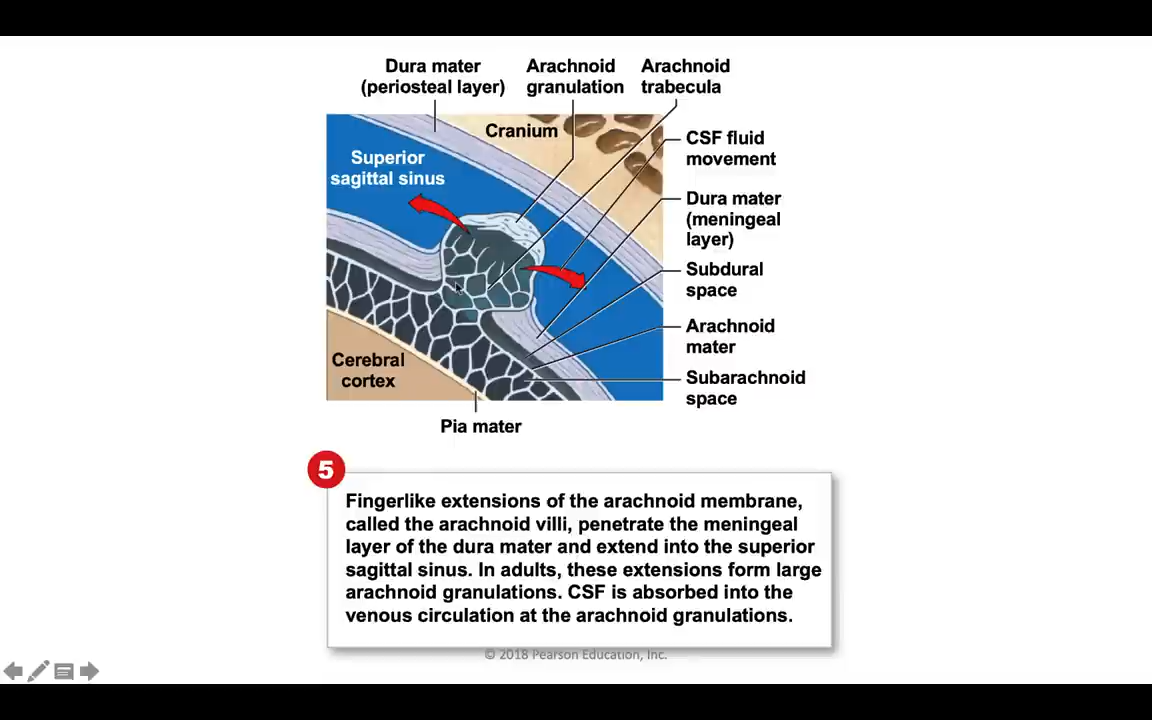 Dura mater
(periosteal layer)
Arachnoid
granulation
Arachnoid
trabecula
Cranium
CSF fluid
movement
Superior
sagittal sinus
Dura mater
(meningeal
layer)
Subdural
space
Arachnoid
mater
Cerebral
cortex
Subarachnoid
space
Pia mater
5
Fingerlike extensions of the arachnoid membrane,
called the arachnoid villi, penetrate the meningeal
layer of the dura mater and extend into the superior
sagittal sinus. In adults, these extensions form large
arachnoid granulations. CSF is absorbed into the
venous circulation at the arachnoid granulations.
© 2018 Pearson Education, Inc.